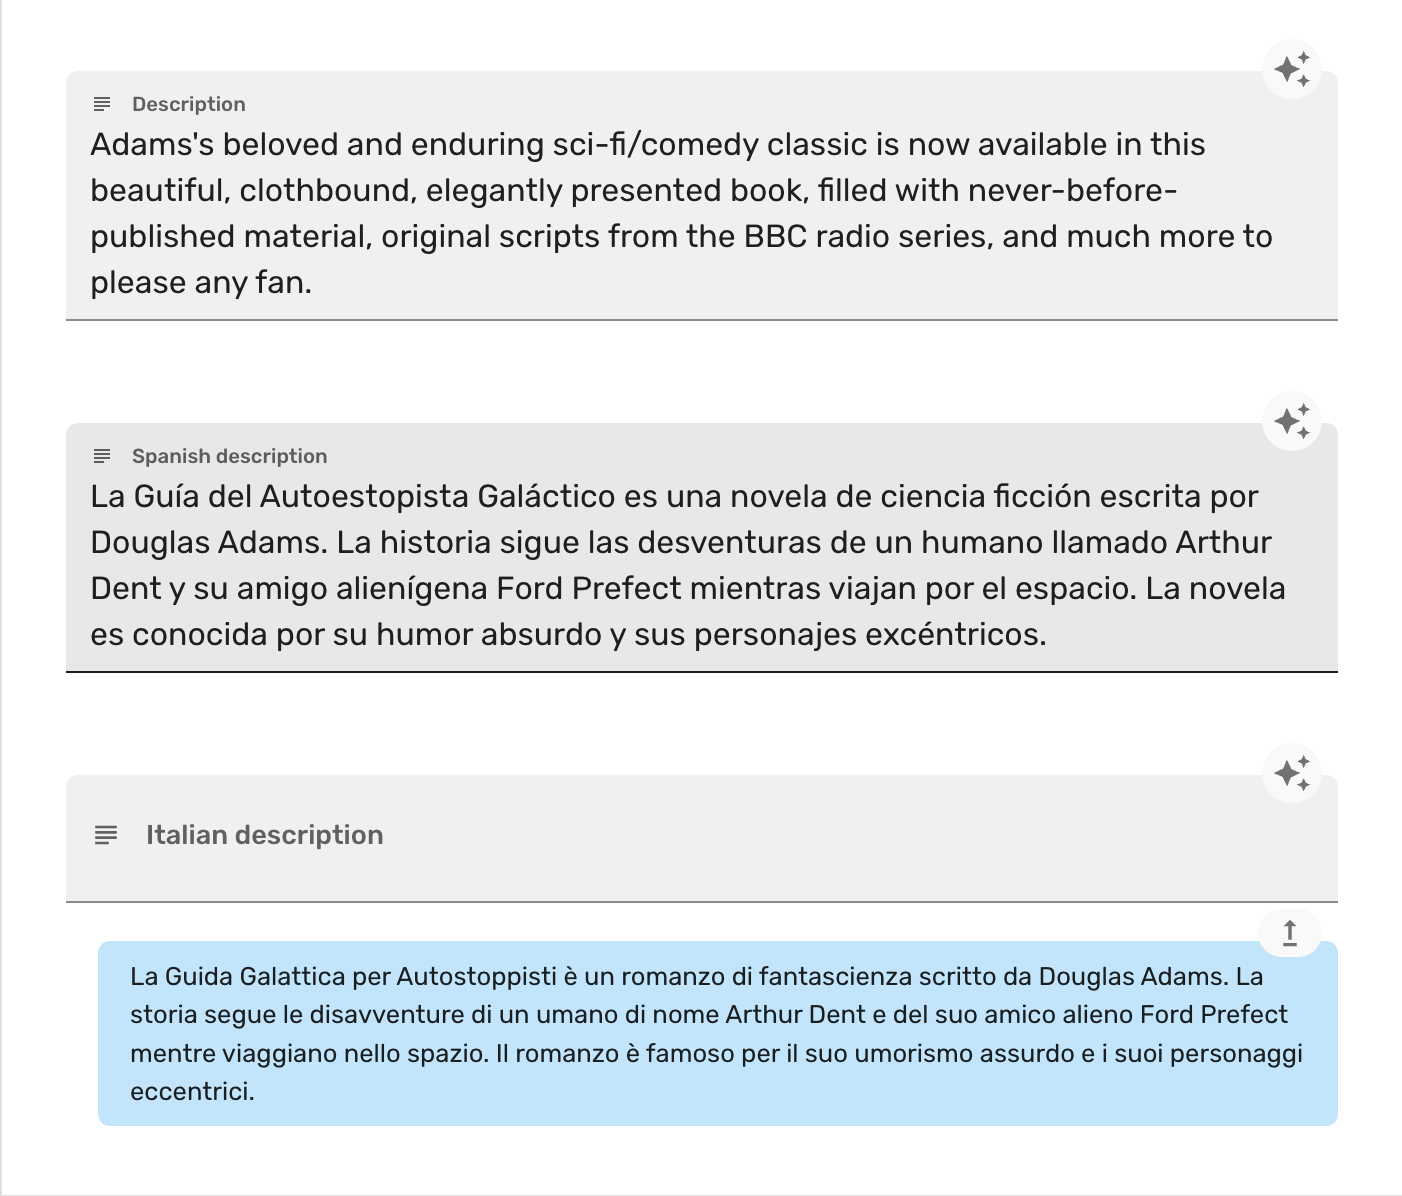 Description
Adams's beloved and enduring sci-fi/comedy classic is now available in this
beautiful, clothbound, elegantly presented book, filled with never-before-
published material, original scripts from the BBC radio series, and much more to
please any fan.
Spanish description
La Guía del Autoestopista Galáctico es una novela de ciencia ficción escrita por
Douglas Adams. La historia sigue las desventuras de un humano llamado Arthur
Dent y su amigo alienígena Ford Prefect mientras viajan por el espacio. La novela
es conocida por su humor absurdo y sus personajes excéntricos.
Italian description
La Guida Galattica per Autostoppisti è un romanzo di fantascienza scritto da Douglas Adams. La
storia segue le disavventure di un umano di nome Arthur Dent e del suo amico alieno Ford Prefect
mentre viaggiano nello spazio. Il romanzo è famoso per il suo umorismo assurdo e i suoi personaggi
eccentrici.